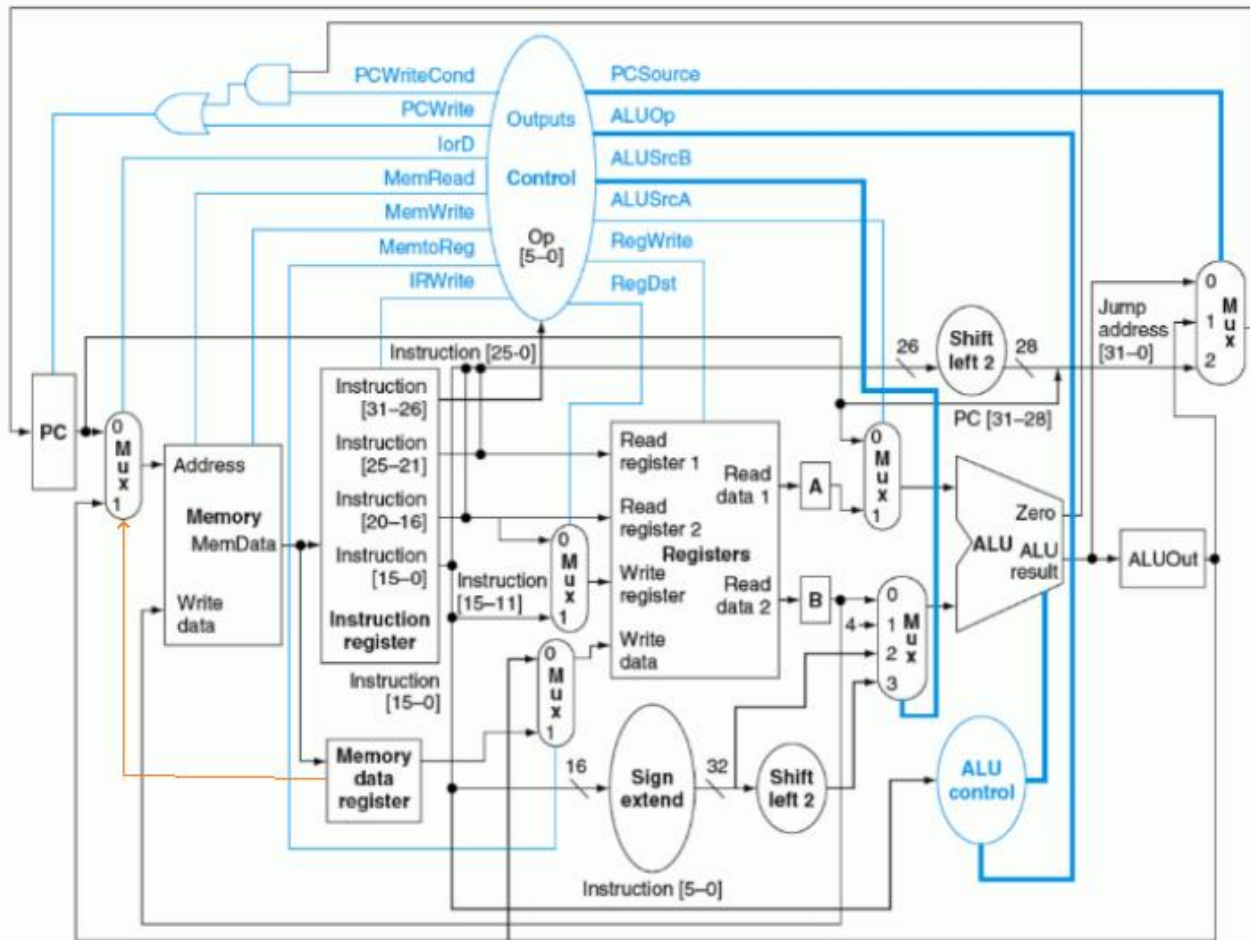 PCWriteCond
PCWrite
IorD
MemRead
MemWrite
MemtoReg
IRWrite
Outputs
Control
Op
[5–0]
PCSource
ALUOp
ALUSrcB
ALUSrcA
RegWrite
RegDst
Instruction [25-0]
26
Shift
left 2
28
Jump
address
[31–0]
0
1
2
M
u
x
PC [31–28]
PC
0
M
u
x
1
Address
Memory
MemData
Write
data
Instruction
[31–26]
Instruction
[25–21]
Instruction
[20–16]
Instruction
[15–0]
Instruction
register
Instruction
[15–11]
Instruction
[15–0]
Memory
data
register
0
M
u
x
1
0
M
u
x
1
Read
register 1
Read
register 2
Registers
Write
register
Write
data
Read
data 1
Read
data 2
A
B
0
M
u
x
1
4
0
1
2
3
M
u
x
Zero
ALU
ALU
result
ALUOut
16
Sign
extend
32
Shift
left 2
ALU
control
Instruction [5–0]